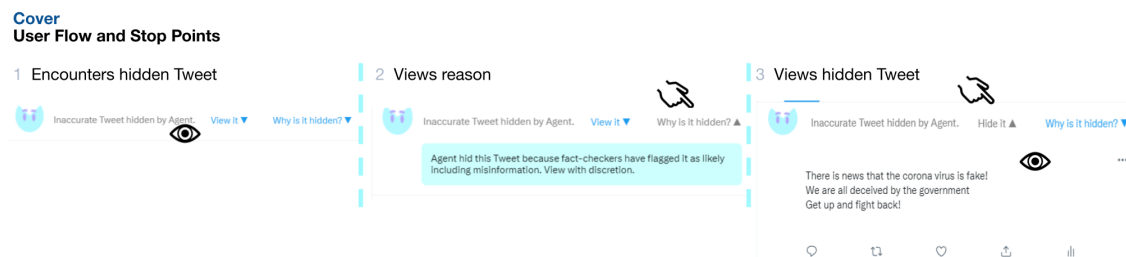 Cover
User Flow and Stop Points
1 Encounters hidden Tweet
Inaccurate Tweet hidden by Agent. View it ▼ Why is it hidden? ▼
2 Views reason
Inaccurate Tweet hidden by Agent. View it ▼ Why is it hidden? ▲
Agent hid this Tweet because fact-checkers have flagged it as likely
including misinformation. View with discretion.
3 Views hidden Tweet
Inaccurate Tweet hidden by Agent. Hide it ▲ Why is it hidden? ▼
There is news that the corona virus is fake!
We are all deceived by the government
Get up and fight back!